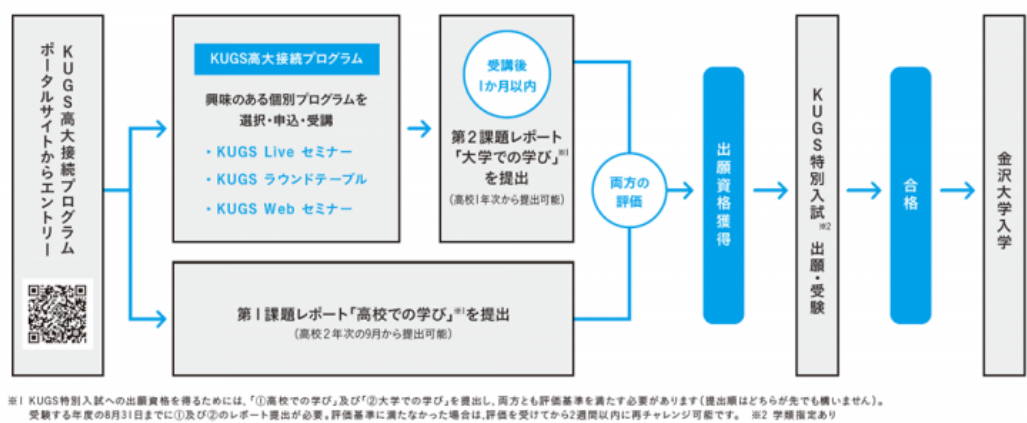 KUGS高大接続プログラム
ポータルサイトからエントリー
KUGS高大接続プログラム
興味のある個別プログラムを
選択・申込・受講
・KUGS Live セミナー
・KUGS ラウンドテーブル
・KUGS Web セミナー
受講後
1か月以内
第2課題レポート
「大学での学び」※1
を提出
(高校1年次から提出可能)
第1課題レポート「高校での学び」※1を提出
(高校2年次の9月から提出可能)
両方の
評価
出願資格獲得
KUGS特別入試※2 出願・受験
合格
金沢大学入学
※1 KUGS特別入試への出願資格を得るためには、「①高校での学び」及び「②大学での学び」を提出し、両方とも評価基準を満たす必要があります(提出順はどちらが先でも構いません)。
受験する年度の8月31日までに①及び②のレポート提出が必要。評価基準に満たなかった場合は、評価を受けてから2週間以内に再チャレンジ可能です。 ※2 学類指定あり